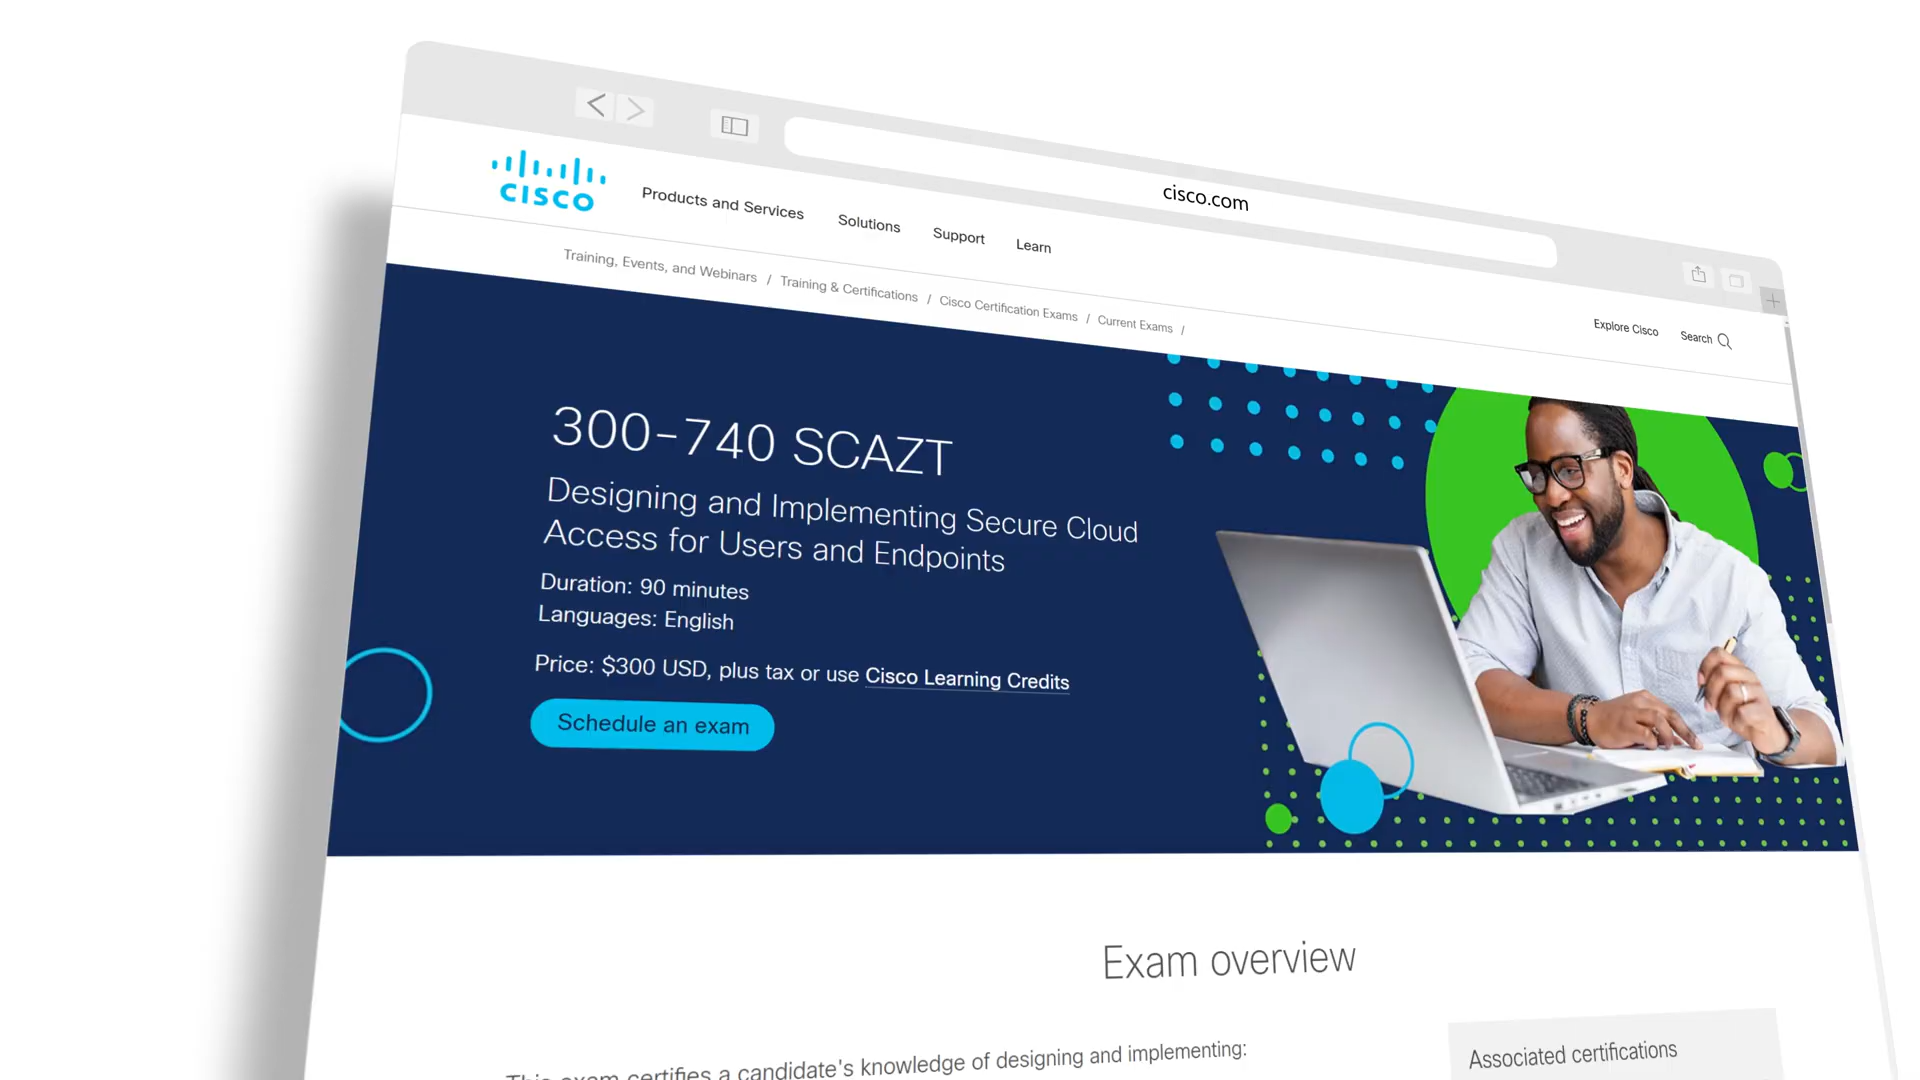 cisco.com
CISCO
Products and Services
Solutions
Support
Learn
Explore Cisco
Search
Training, Events, and Webinars / Training & Certifications / Cisco Certification Exams / Current Exams /
300-740 SCAZT
Designing and Implementing Secure Cloud
Access for Users and Endpoints
Duration: 90 minutes
Languages: English
Price: $300 USD, plus tax or use Cisco Learning Credits
Schedule an exam
Exam overview
This exam certifies a candidate's knowledge of designing and implementing:
Associated certifications